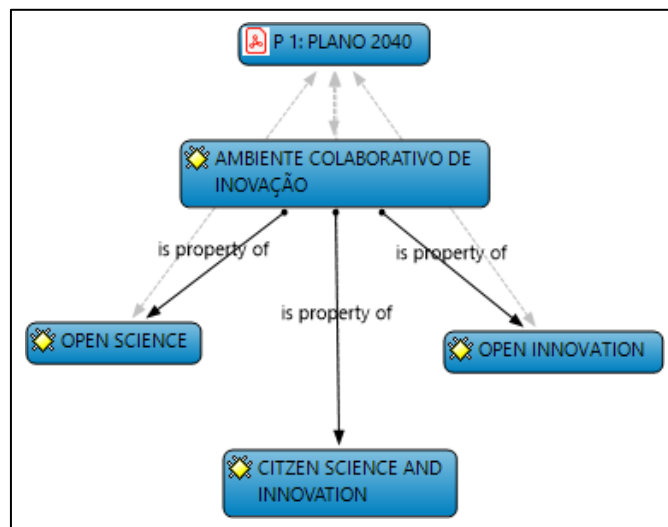 P 1: PLANO 2040
AMBIENTE COLABORATIVO DE
INOVAÇÃO
is property of
is property of
is property of
OPEN SCIENCE
OPEN INNOVATION
CITZEN SCIENCE AND
INNOVATION